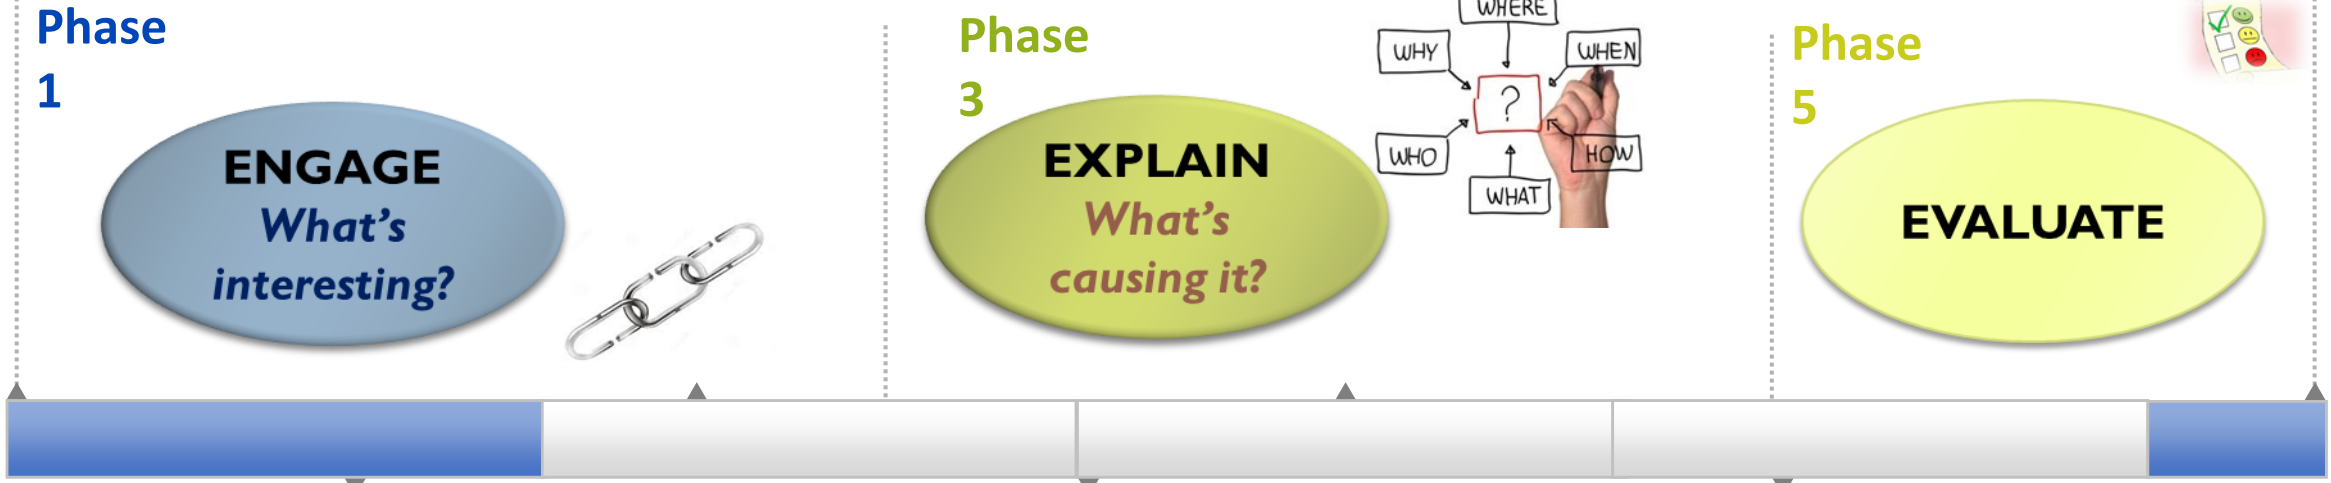 Phase
1
ENGAGE
What's
interesting?
Phase
3
EXPLAIN
What's
causing it?
WHERE
WHY
WHEN
?
WHO
HOW
WHAT
Phase
5
EVALUATE